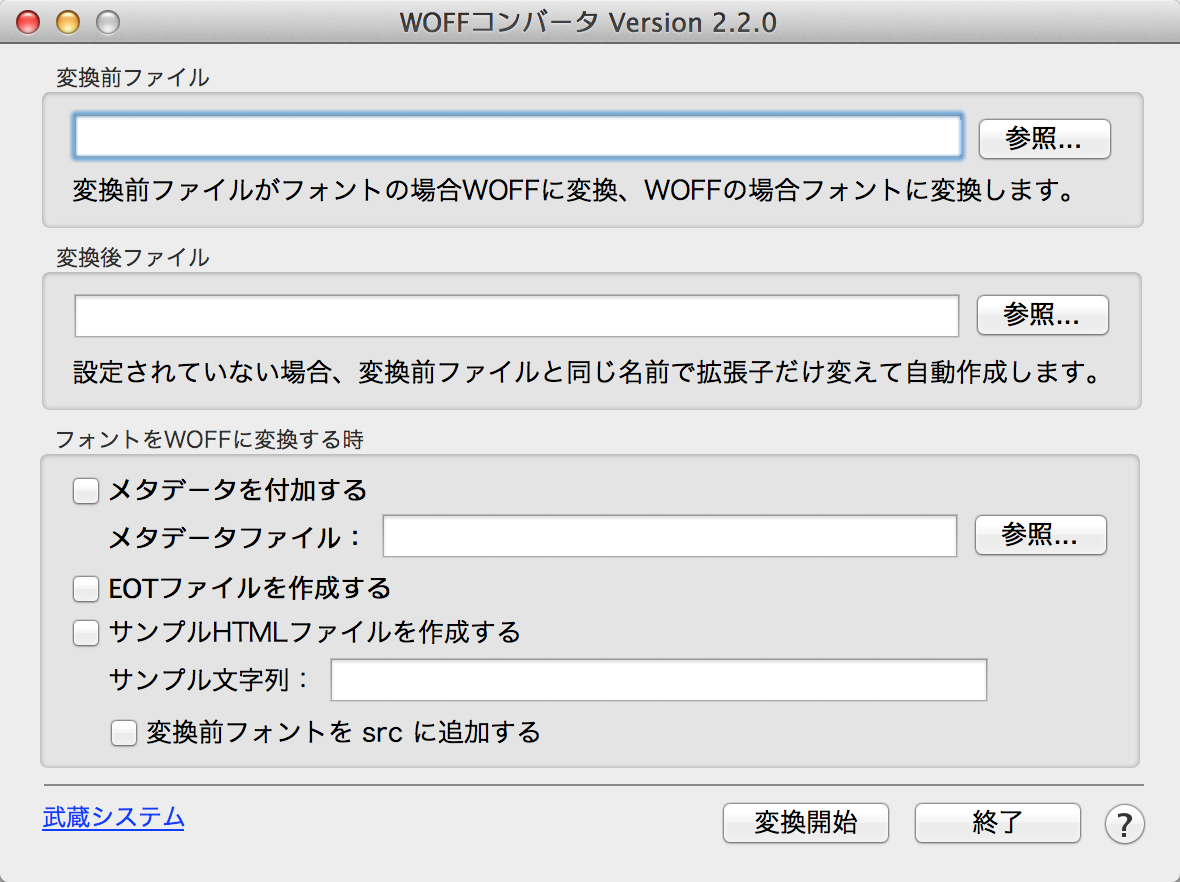 WOFFコンバータ Version 2.2.0
変換前ファイル
参照...
変換前ファイルがフォントの場合WOFFに変換、WOFFの場合フォントに変換します。
変換後ファイル
参照...
設定されていない場合、変換前ファイルと同じ名前で拡張子だけ変えて自動作成します。
フォントをWOFFに変換する時
メタデータを付加する
メタデータファイル： 参照...
EOTファイルを作成する
サンプルHTMLファイルを作成する
サンプル文字列：
変換前フォントを src に追加する
武蔵システム 変換開始 終了 ?